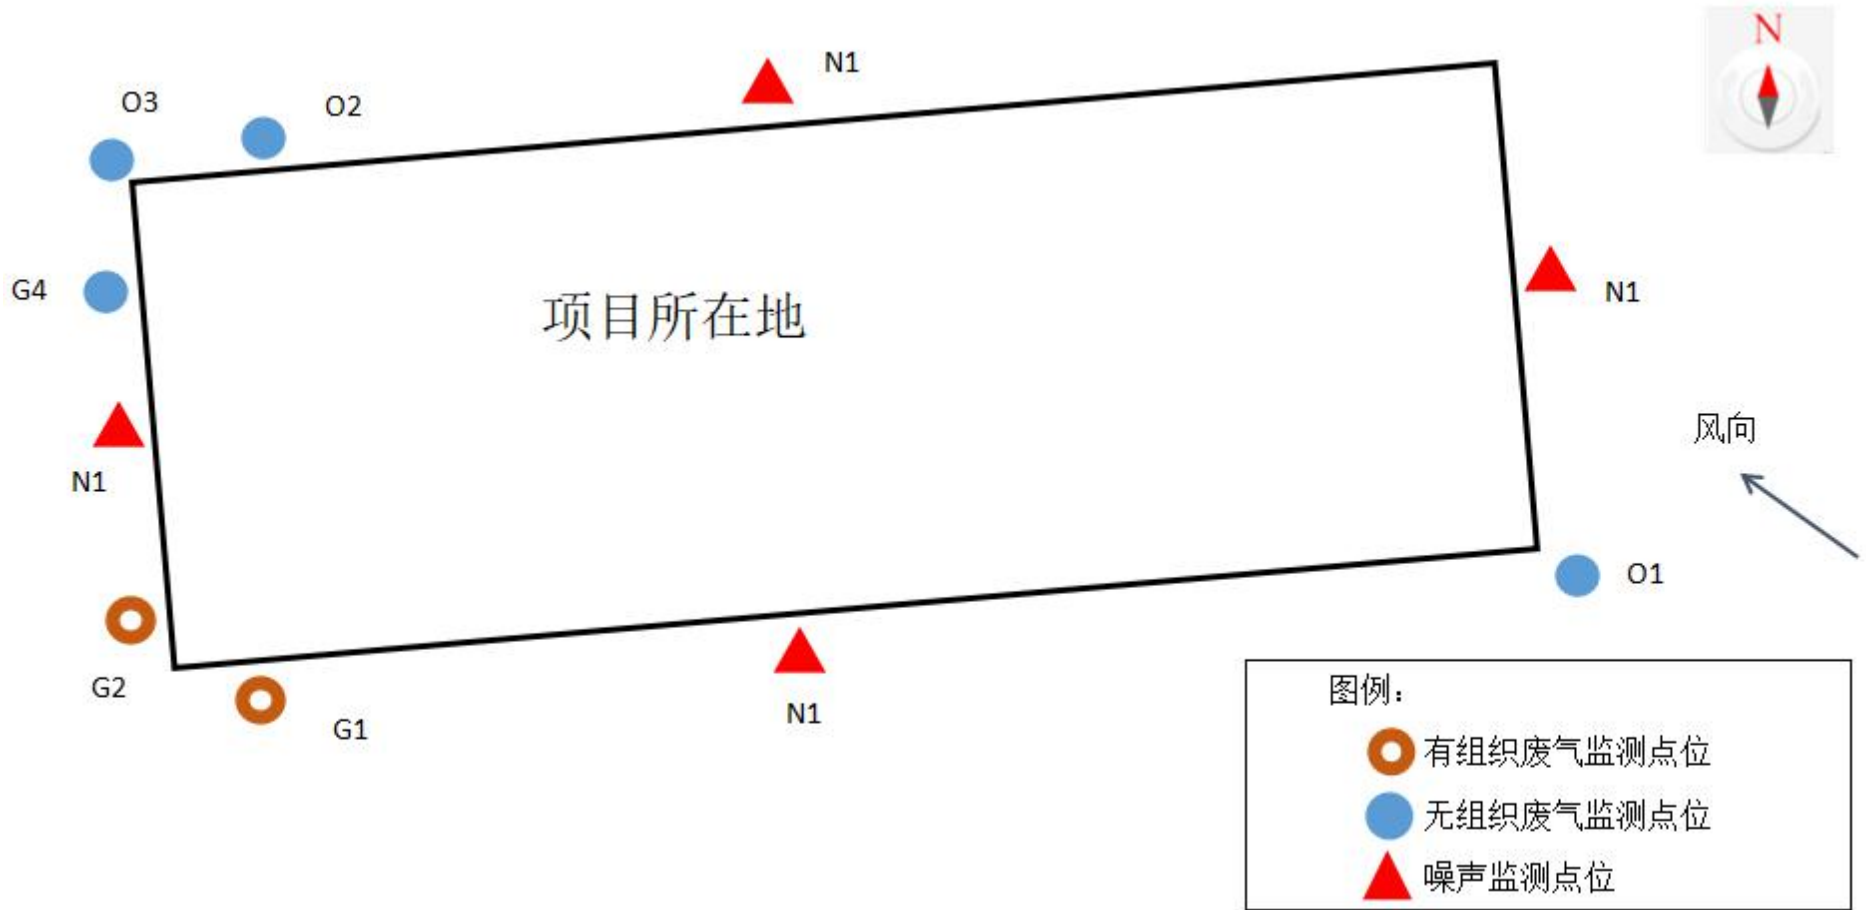 N
N1
O3
O2
G4
项目所在地
N1
风向
N1
O1
G2
G1
N1
图例：
有组织废气监测点位
无组织废气监测点位
噪声监测点位